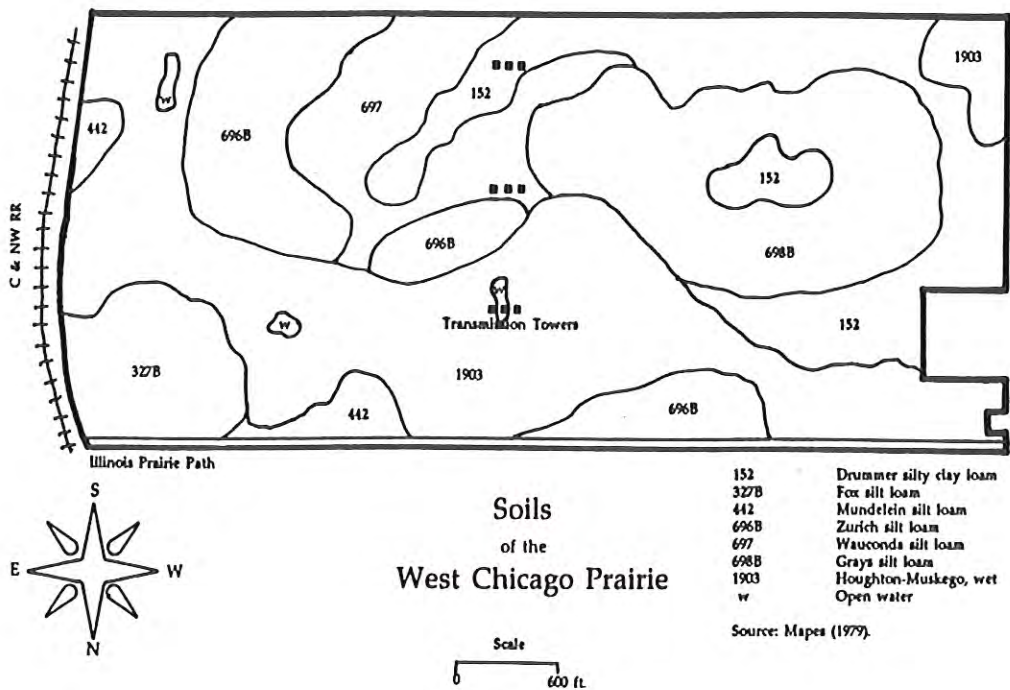 1903
152
W
697
442
696B
152
C & NW RR
696B
698B
W
W
Transmission Towers
152
327B
1903
442
696B
Illinois Prairie Path
S
E W
N
Soils
of the
West Chicago Prairie
Scale
0 600 ft.
152 Drummer silty clay loam
327B Fox silt loam
442 Mundelein silt loam
696B Zurich silt loam
697 Wauconda silt loam
698B Grays silt loam
1903 Houghton-Muskego, wet
w Open water
Source: Mapes (1979).